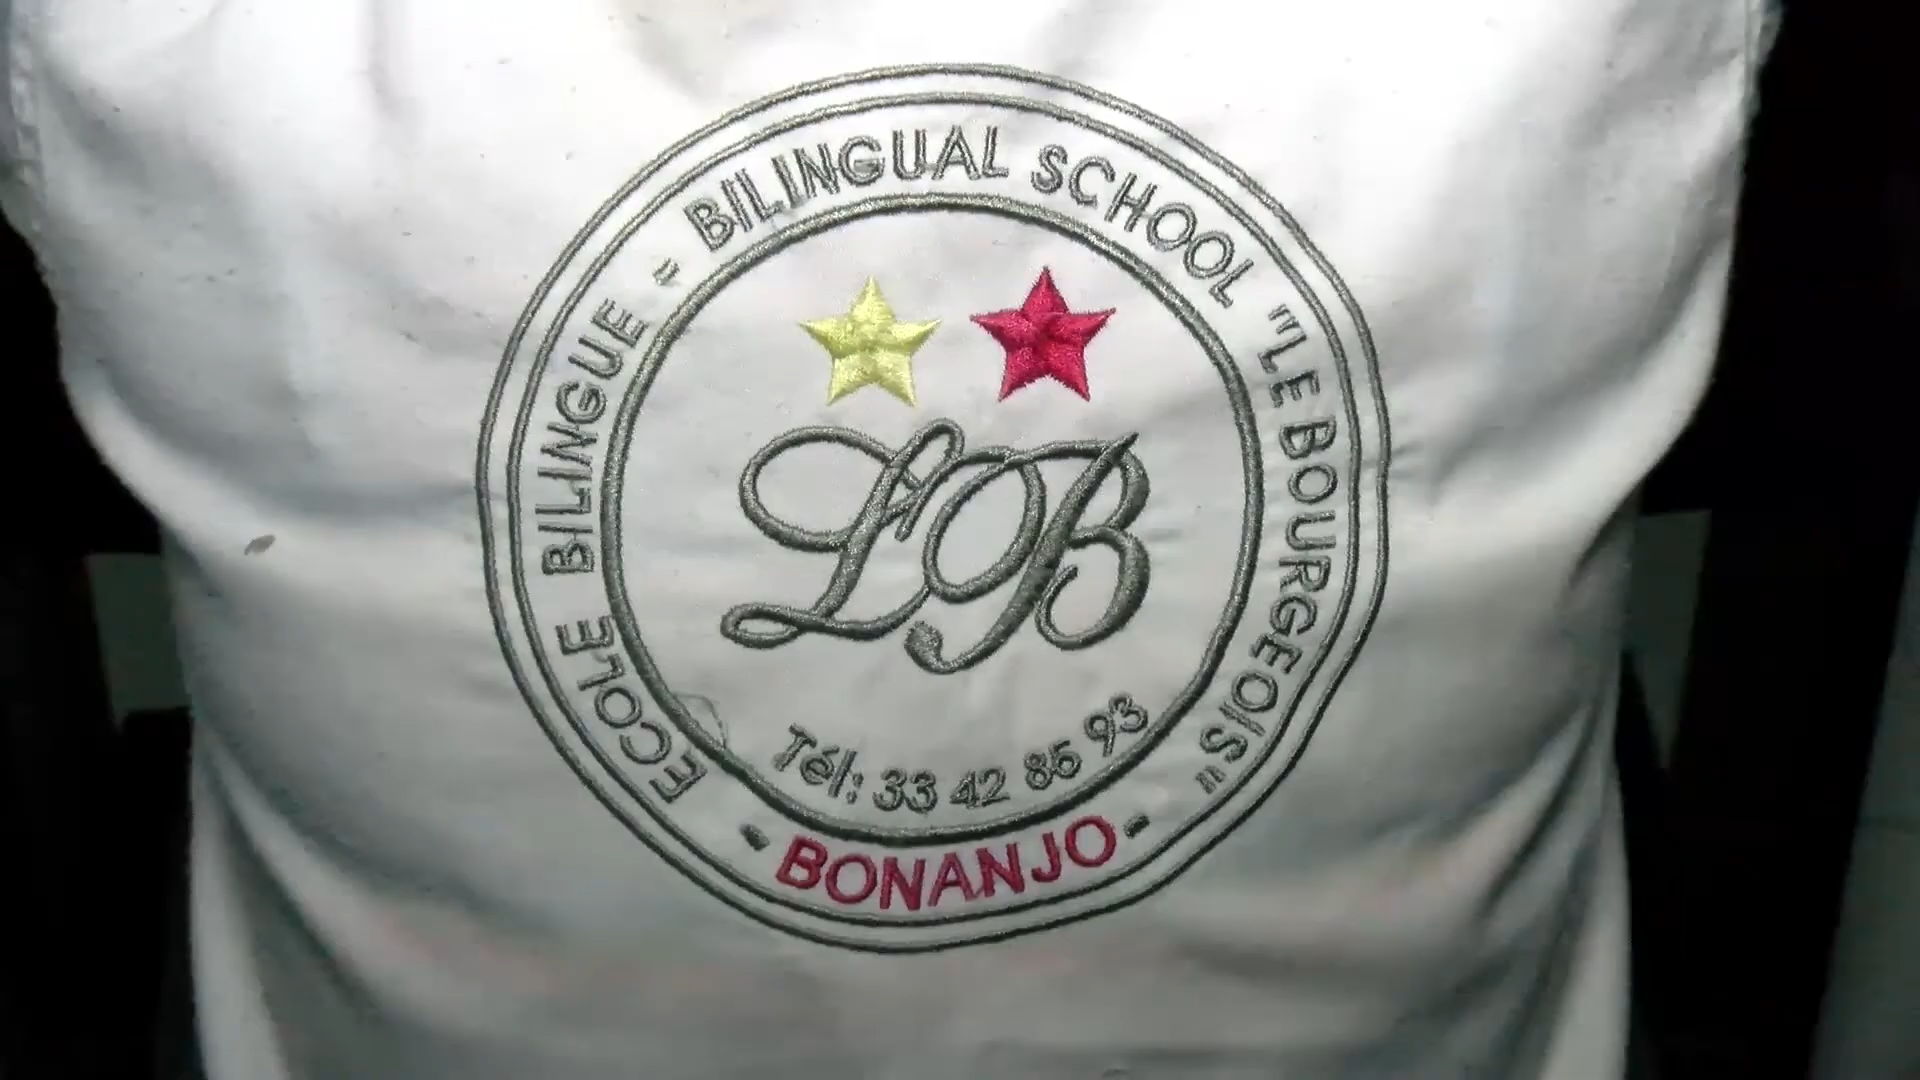 ECOLE BILINGUE - BILINGUAL SCHOOL "LE BOURGEOIS"
LB
Tél: 33 42 85 93
- BONANJO -